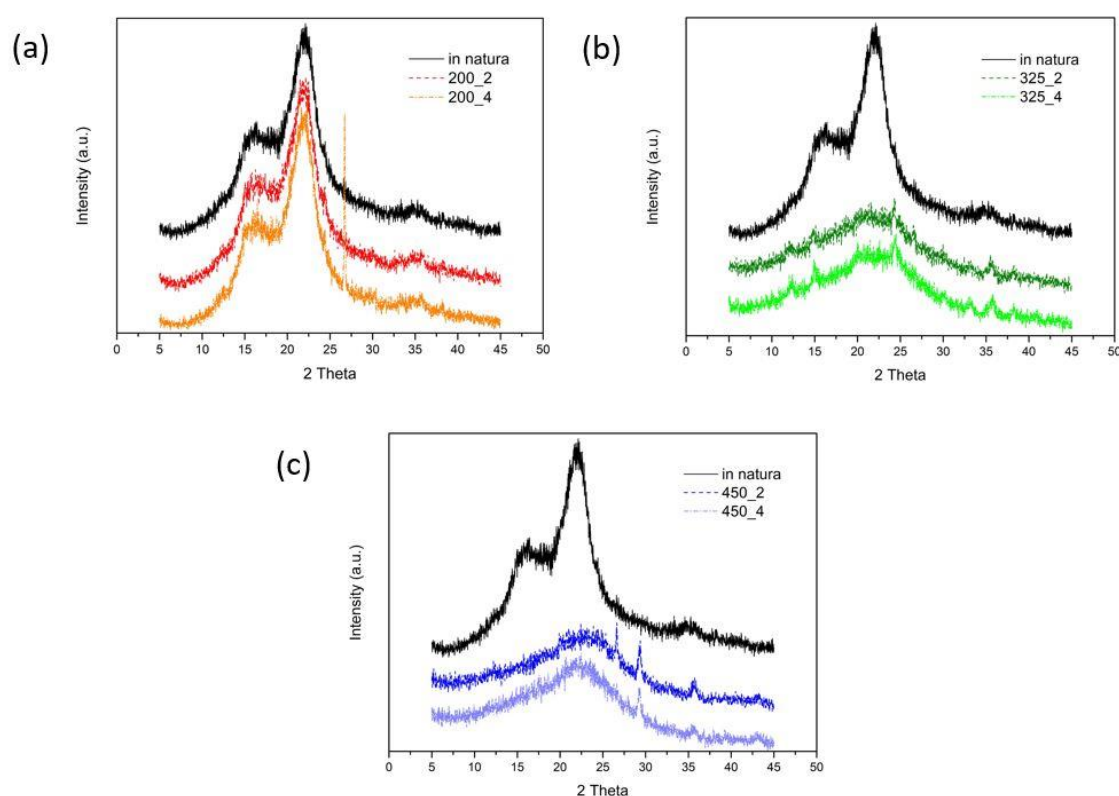 (a)
in natura
200_2
200_4
Intensity (a.u.)
0 5 10 15 20 25 30 35 40 45 50
2 Theta
(b)
in natura
325_2
325_4
Intensity (a.u.)
0 5 10 15 20 25 30 35 40 45 50
2 Theta
(c)
in natura
450_2
450_4
Intensity (a.u.)
0 5 10 15 20 25 30 35 40 45 50
2 Theta